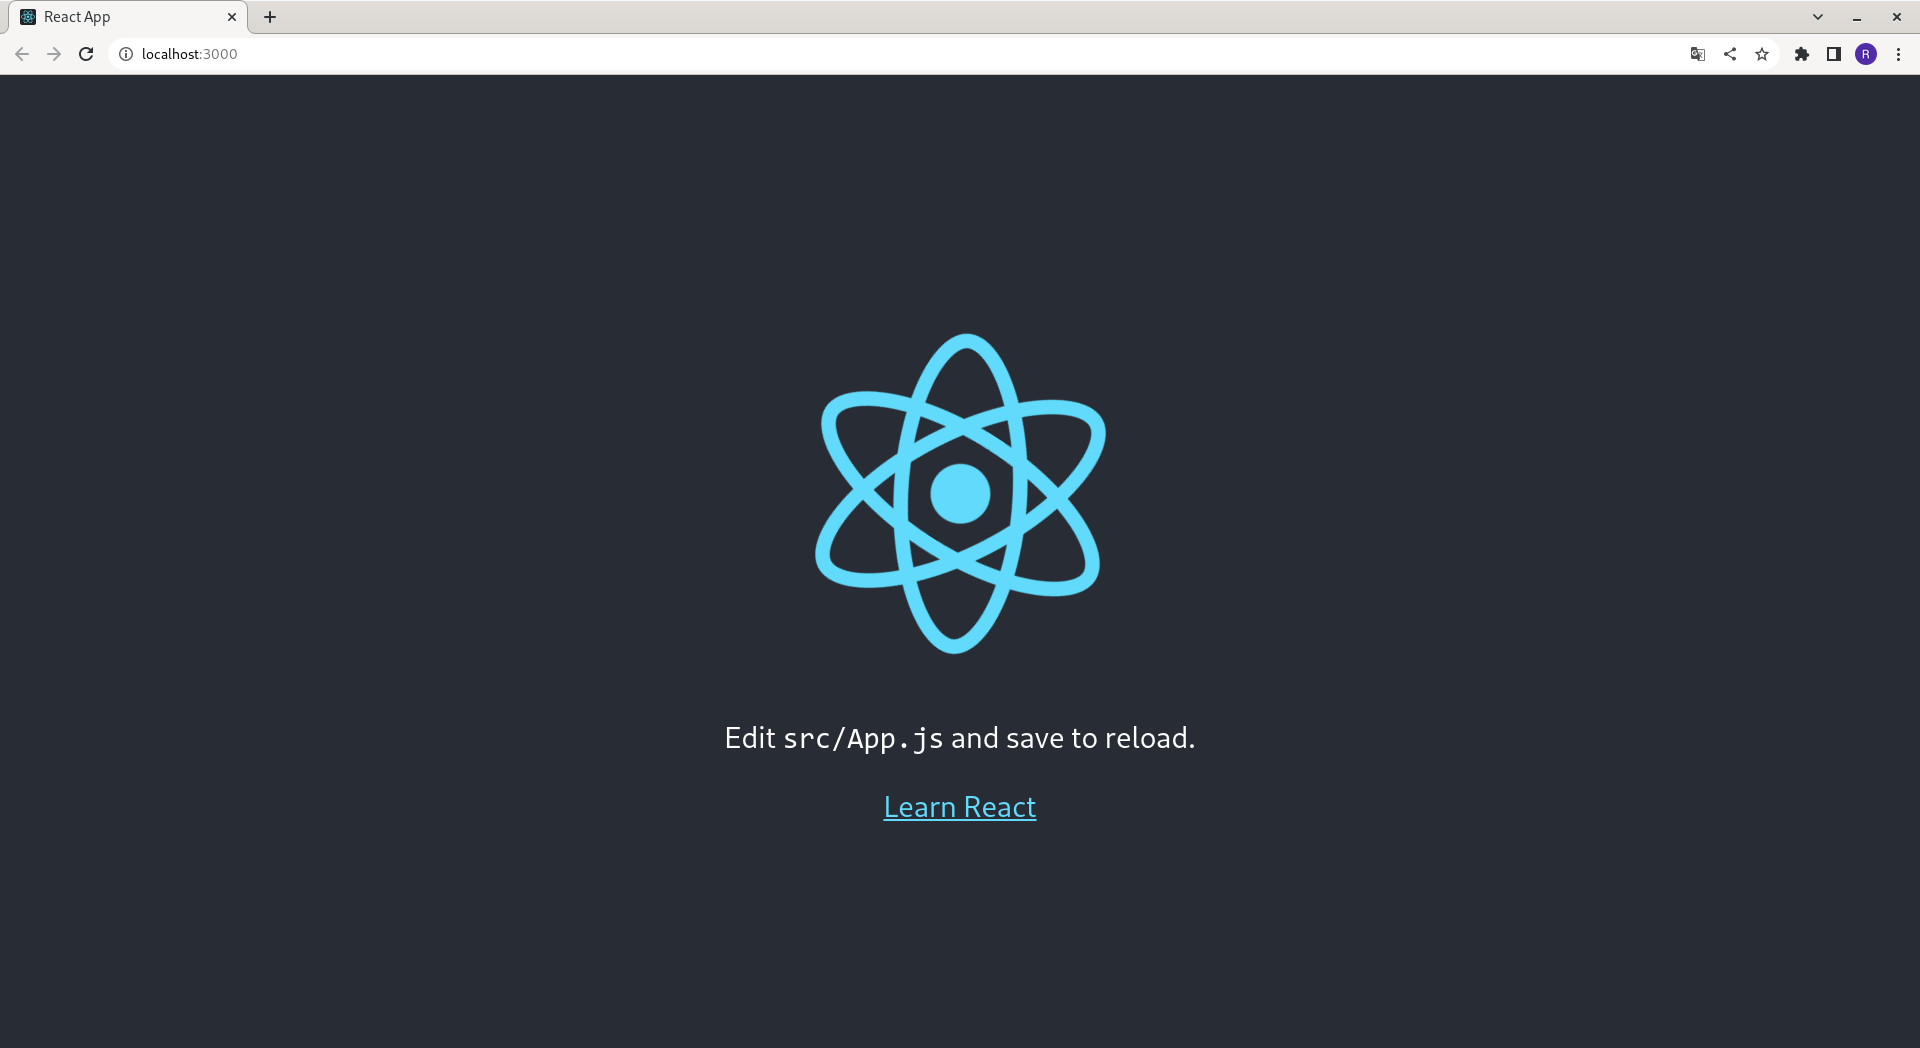 React App
localhost:3000
R
Edit src/App.js and save to reload.
Learn React